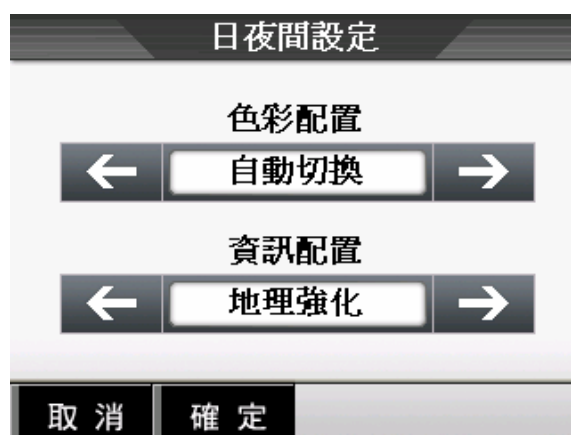 日夜間設定
色彩配置
自動切換
資訊配置
地理強化
取消 確定